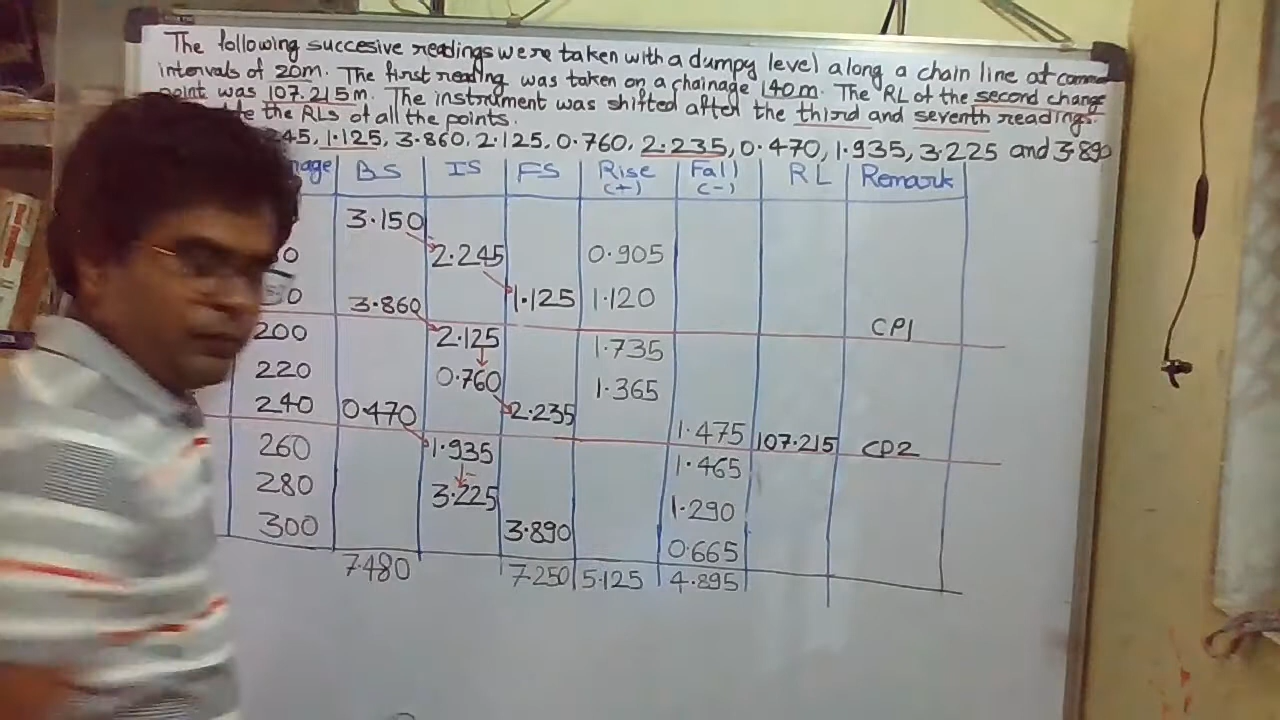 The following succesive readings were taken with a dumpy level along a chain line at common
intervals of 20m. The first reading was taken on a chainage 140m. The RL of the second change
point was 107.215m. The instrument was shifted after the third and seventh readings.
the RLs of all the points.
245, 1.125, 3.860, 2.125, 0.760, 2.235, 0.470, 1.935, 3.225 and 3.890
BS IS FS Rise (+) Fall (-) RL Remark
3.150
2.245 0.905
3.860 1.125 1.120 CP1
200 2.125 1.735
220 0.760 1.365
240 0.470 2.235 1.475 107.215 CP2
260 1.935 1.465
280 3.225 1.290
300 3.890 0.665
7.480 7.250 5.125 4.895